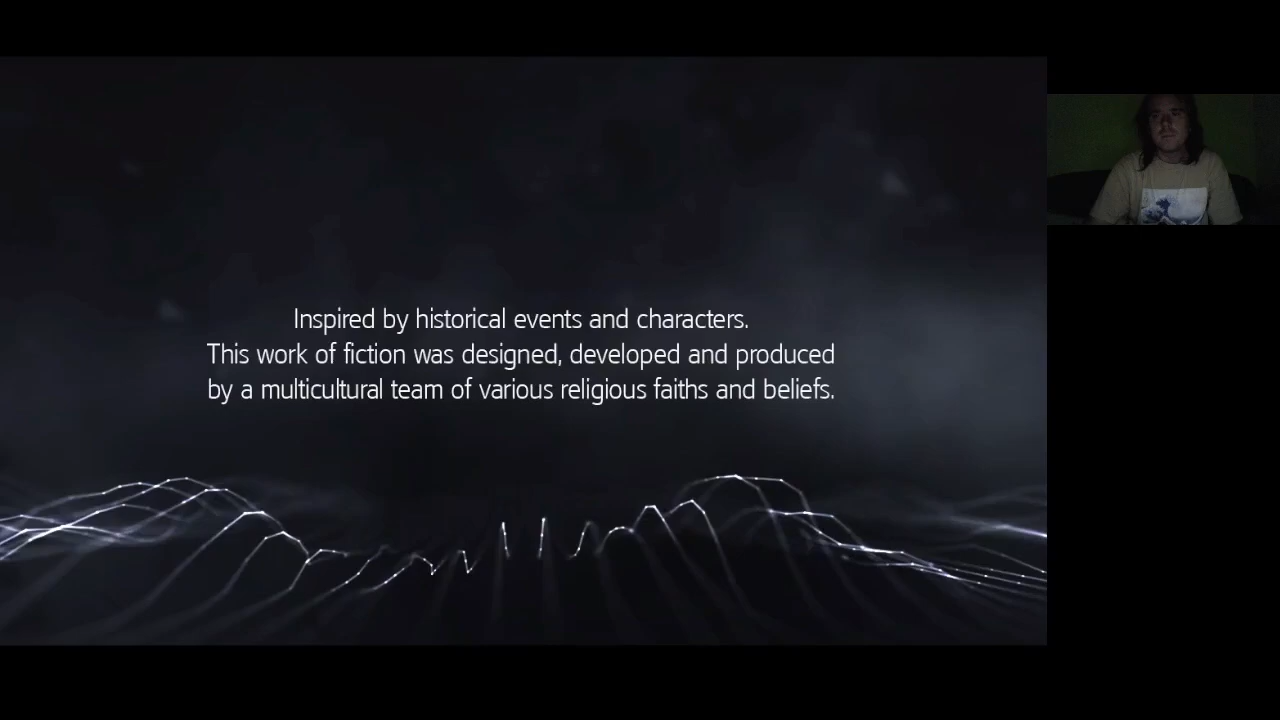 Inspired by historical events and characters.
This work of fiction was designed, developed and produced
by a multicultural team of various religious faiths and beliefs.